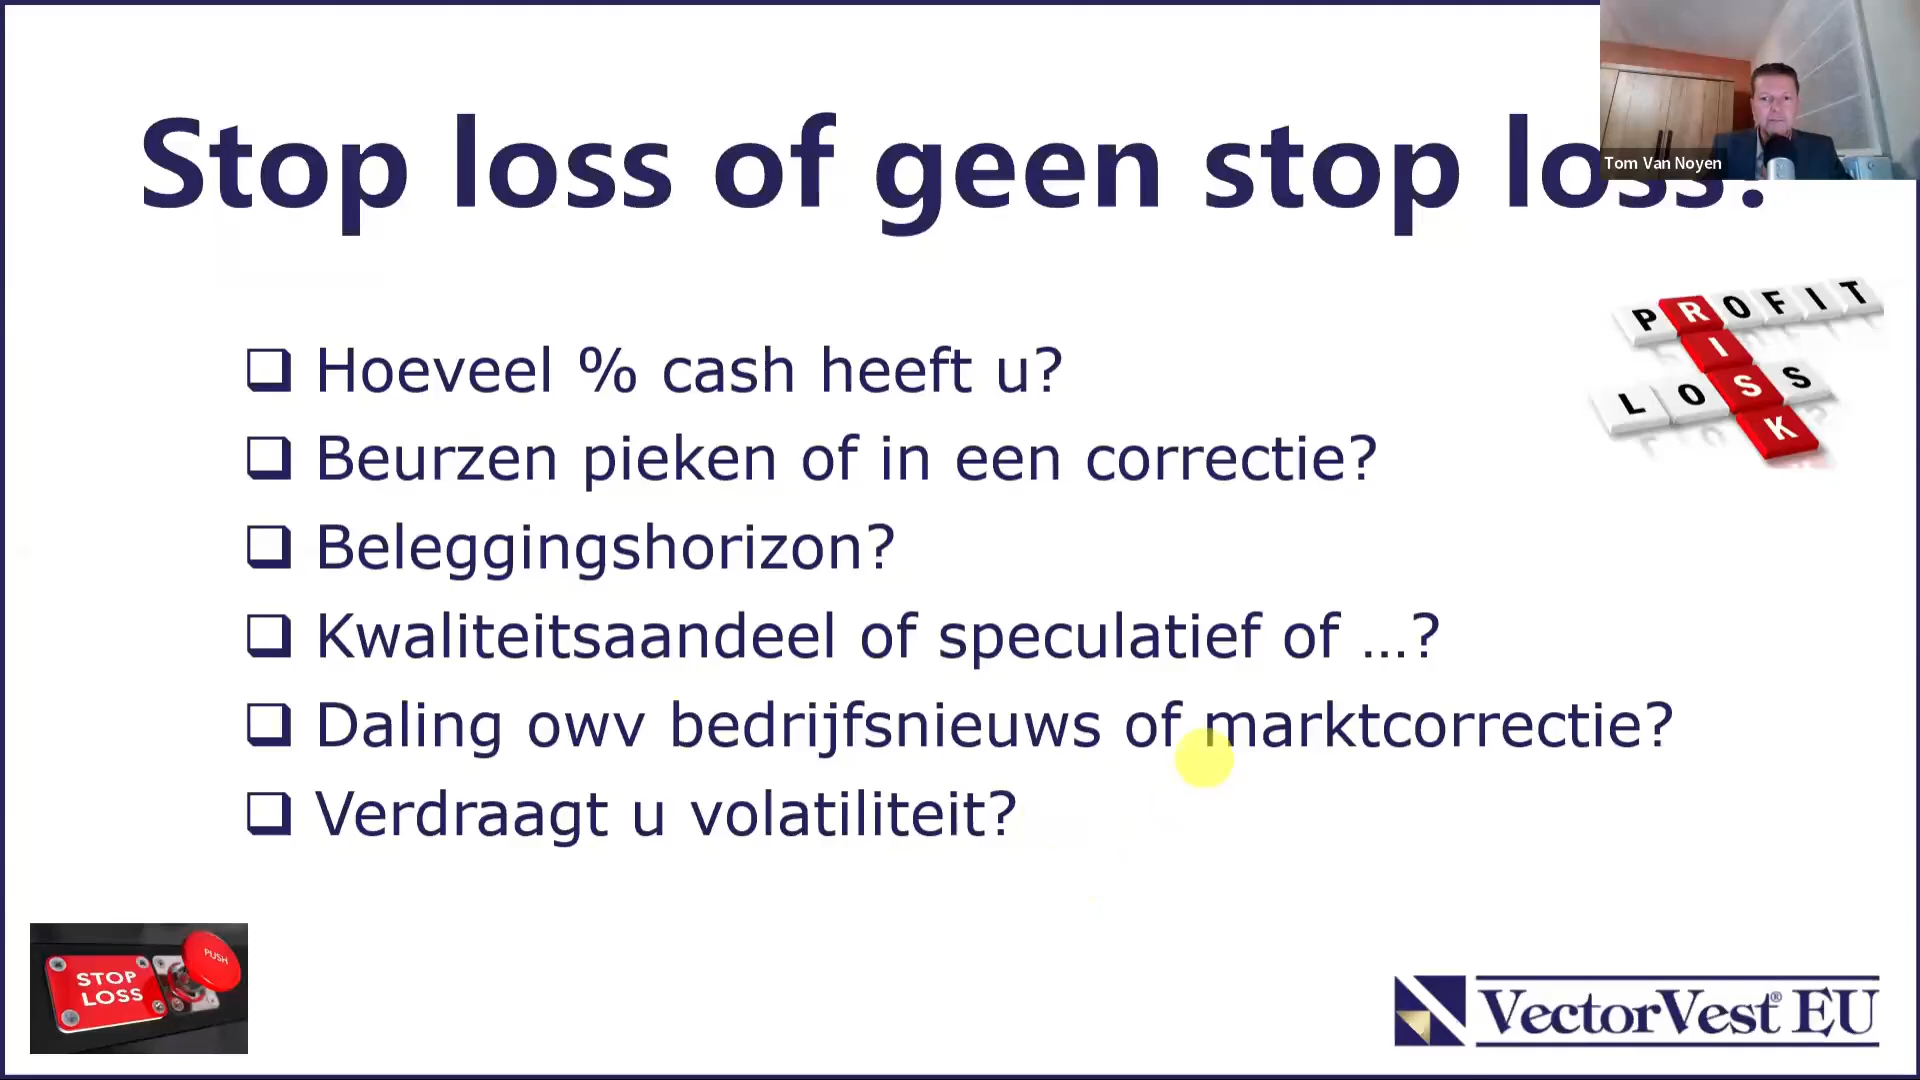 Stop loss of geen stop loss?
Tom Van Noyen
PROFIT
RISK
LOSS
Hoeveel % cash heeft u?
Beurzen pieken of in een correctie?
Beleggingshorizon?
Kwaliteitsaandeel of speculatief of ...?
Daling owv bedrijfsnieuws of marktcorrectie?
Verdraagt u volatiliteit?
STOP
LOSS
PUSH
VectorVest® EU